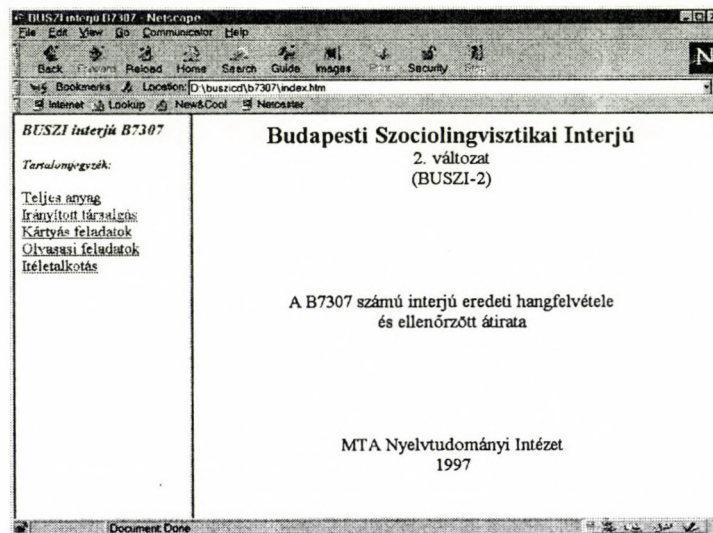 BUSZI interjú B7307 - Netscape
File Edit View Go Communicator Help
Back Forward Reload Home Search Guide Images Print Security Stop
Bookmarks Location: D:\buszicd\b7307\index.htm
Internet Lookup New&Cool Netcaster
BUSZI interjú B7307
Tartalomjegyzék:
Teljes anyag
Irányított társalgás
Kártyás feladatok
Olvasási feladatok
Itéletalkotás
Budapesti Szociolingvisztikai Interjú
2. változat
(BUSZI-2)
A B7307 számú interjú eredeti hangfelvétele
és ellenőrzött átirata
MTA Nyelvtudományi Intézet
1997
N
Document: Done